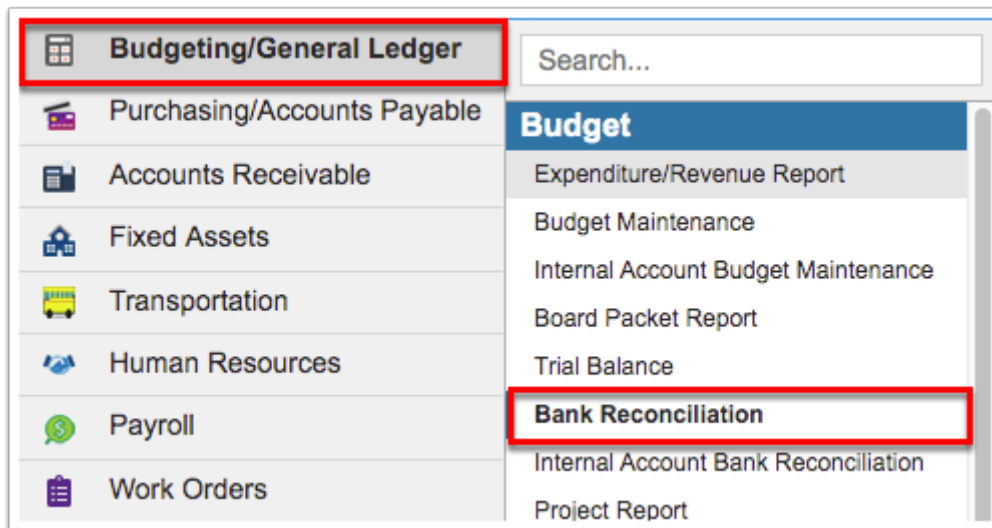 Budgeting/General Ledger
Purchasing/Accounts Payable
Accounts Receivable
Fixed Assets
Transportation
Human Resources
Payroll
Work Orders
Search...
Budget
Expenditure/Revenue Report
Budget Maintenance
Internal Account Budget Maintenance
Board Packet Report
Trial Balance
Bank Reconciliation
Internal Account Bank Reconciliation
Project Report